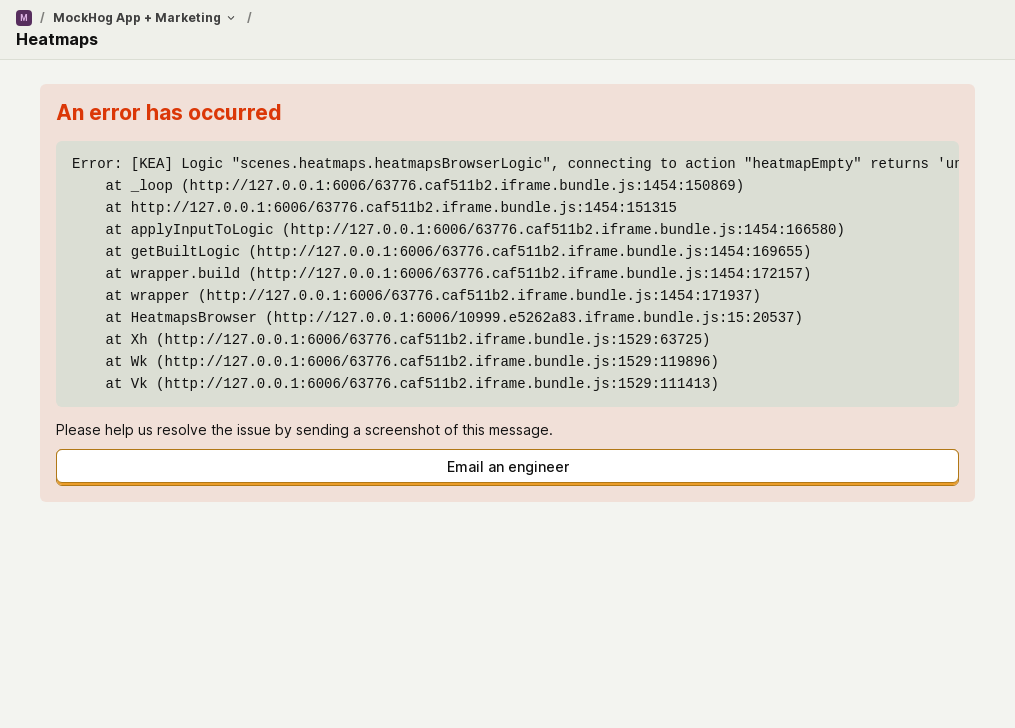 M / MockHog App + Marketing /
Heatmaps
An error has occurred
Error: [KEA] Logic "scenes.heatmaps.heatmapsBrowserLogic", connecting to action "heatmapEmpty" returns 'un
at _loop (http://127.0.0.1:6006/63776.caf511b2.iframe.bundle.js:1454:150869)
at http://127.0.0.1:6006/63776.caf511b2.iframe.bundle.js:1454:151315
at applyInputToLogic (http://127.0.0.1:6006/63776.caf511b2.iframe.bundle.js:1454:166580)
at getBuiltLogic (http://127.0.0.1:6006/63776.caf511b2.iframe.bundle.js:1454:169655)
at wrapper.build (http://127.0.0.1:6006/63776.caf511b2.iframe.bundle.js:1454:172157)
at wrapper (http://127.0.0.1:6006/63776.caf511b2.iframe.bundle.js:1454:171937)
at HeatmapsBrowser (http://127.0.0.1:6006/10999.e5262a83.iframe.bundle.js:15:20537)
at Xh (http://127.0.0.1:6006/63776.caf511b2.iframe.bundle.js:1529:63725)
at Wk (http://127.0.0.1:6006/63776.caf511b2.iframe.bundle.js:1529:119896)
at Vk (http://127.0.0.1:6006/63776.caf511b2.iframe.bundle.js:1529:111413)
Please help us resolve the issue by sending a screenshot of this message.
Email an engineer